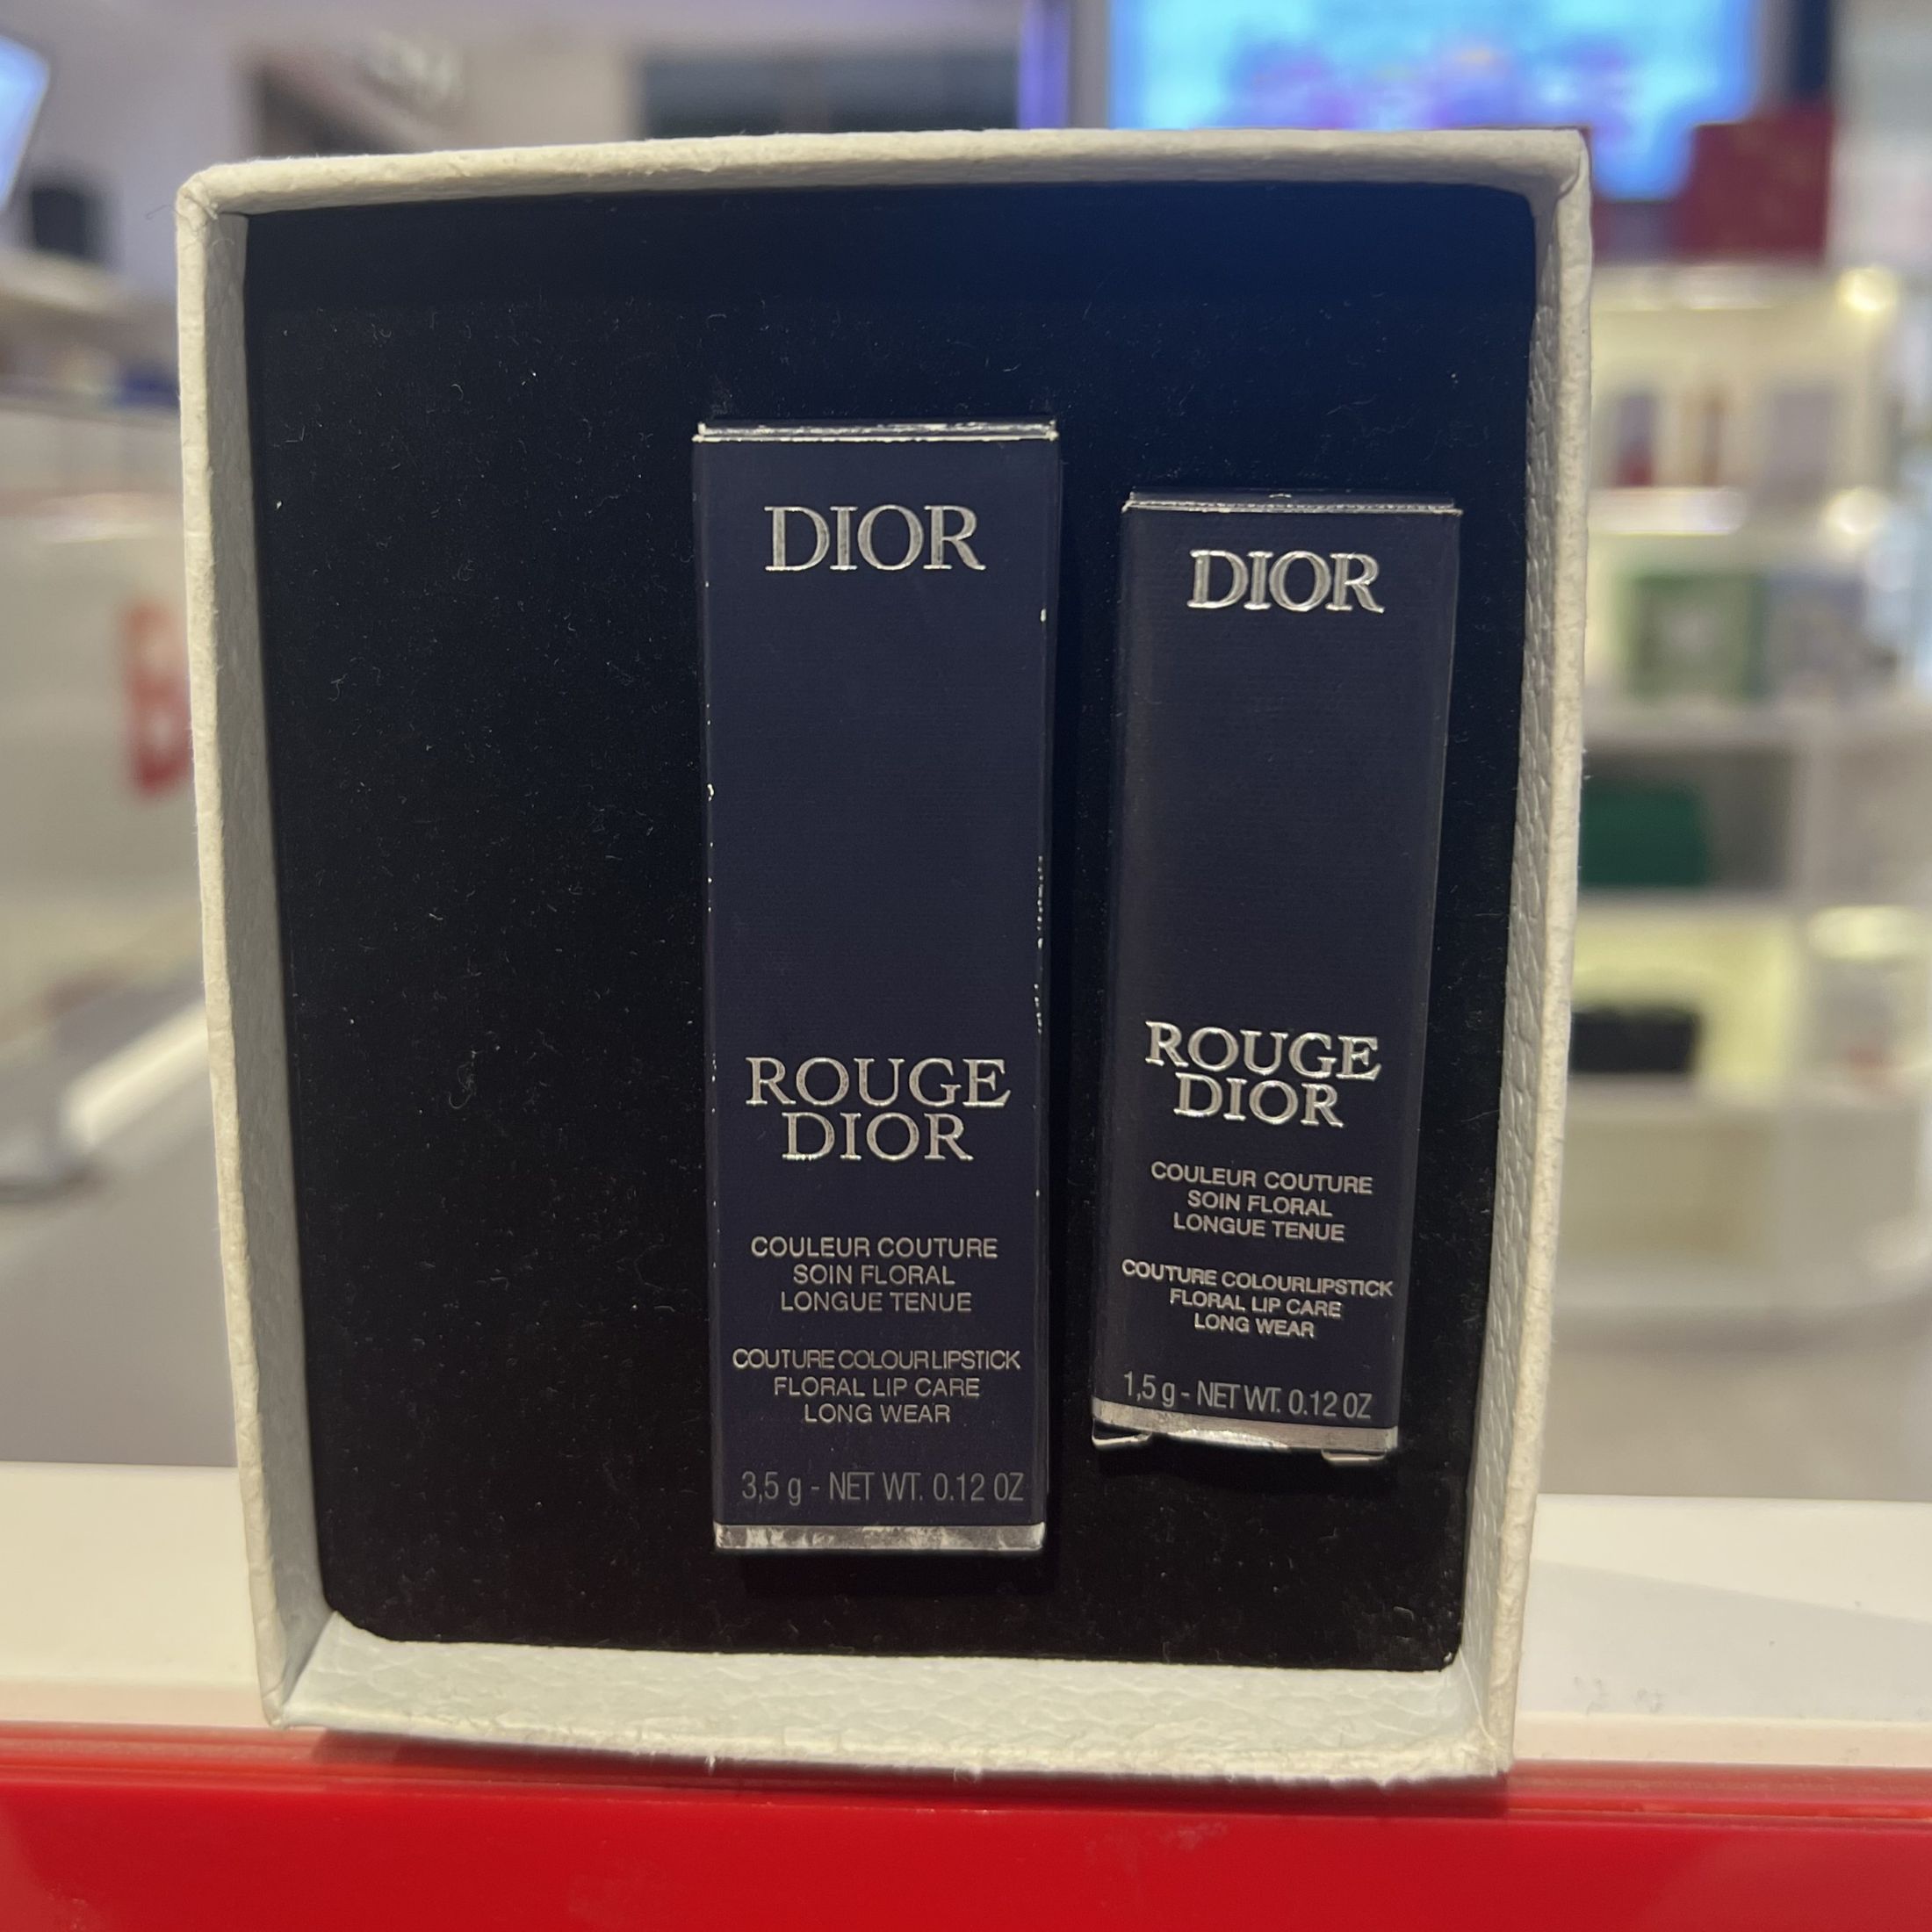 DIOR
ROUGE
DIOR
COULEUR COUTURE
SOIN FLORAL
LONGUE TENUE
COUTURE COLOUR LIPSTICK
FLORAL LIP CARE
LONG WEAR
3,5 g - NET WT. 0.12 OZ
DIOR
ROUGE
DIOR
COULEUR COUTURE
SOIN FLORAL
LONGUE TENUE
COUTURE COLOUR LIPSTICK
FLORAL LIP CARE
LONG WEAR
1,5 g - NET WT. 0.12 OZ